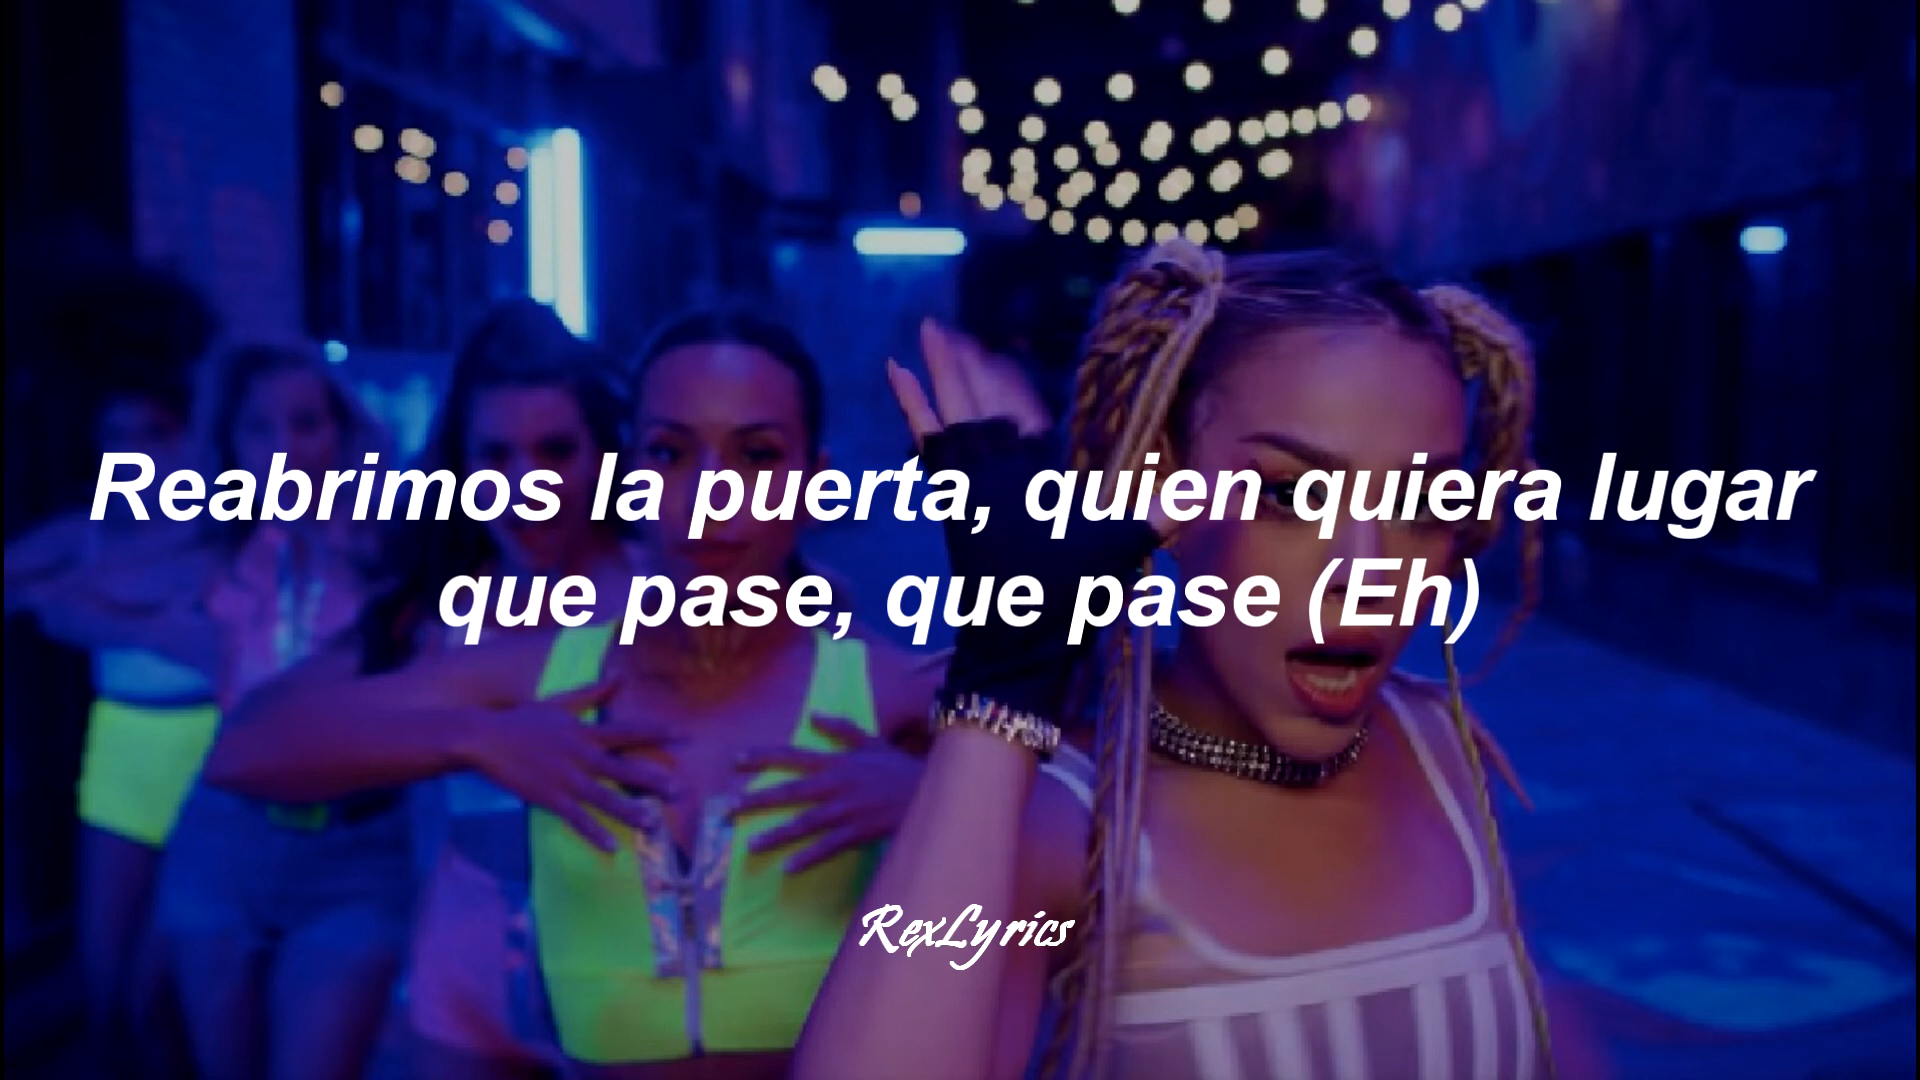 Reabrimos la puerta, quien quiera lugar
que pase, que pase (Eh)
RexLyrics